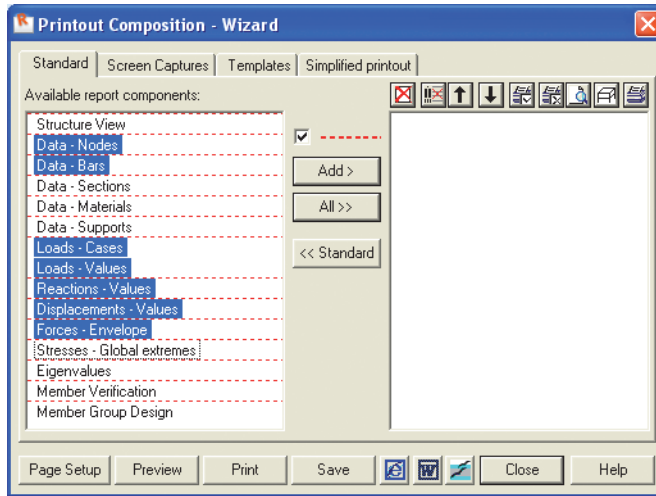 Printout Composition - Wizard
Standard
Screen Captures
Templates
Simplified printout
Available report components:
Structure View
Data - Nodes
Data - Bars
Data - Sections
Data - Materials
Data - Supports
Loads - Cases
Loads - Values
Reactions - Values
Displacements - Values
Forces - Envelope
Stresses - Global extremes
Eigenvalues
Member Verification
Member Group Design
Add >
All >>
<< Standard
Page Setup
Preview
Print
Save
Close
Help